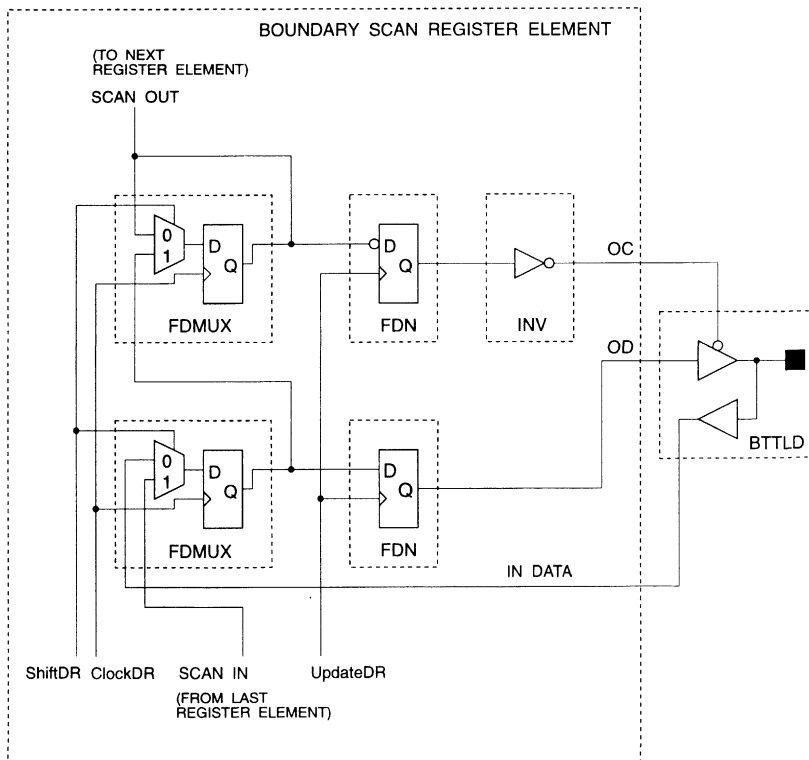 BOUNDARY SCAN REGISTER ELEMENT
(TO NEXT
REGISTER ELEMENT)
SCAN OUT
0
1
D
Q
FDMUX
D
Q
FDN
INV
OC
OD
BTTLD
0
1
D
Q
FDMUX
D
Q
FDN
IN DATA
ShiftDR
ClockDR
SCAN IN
UpdateDR
(FROM LAST
REGISTER ELEMENT)